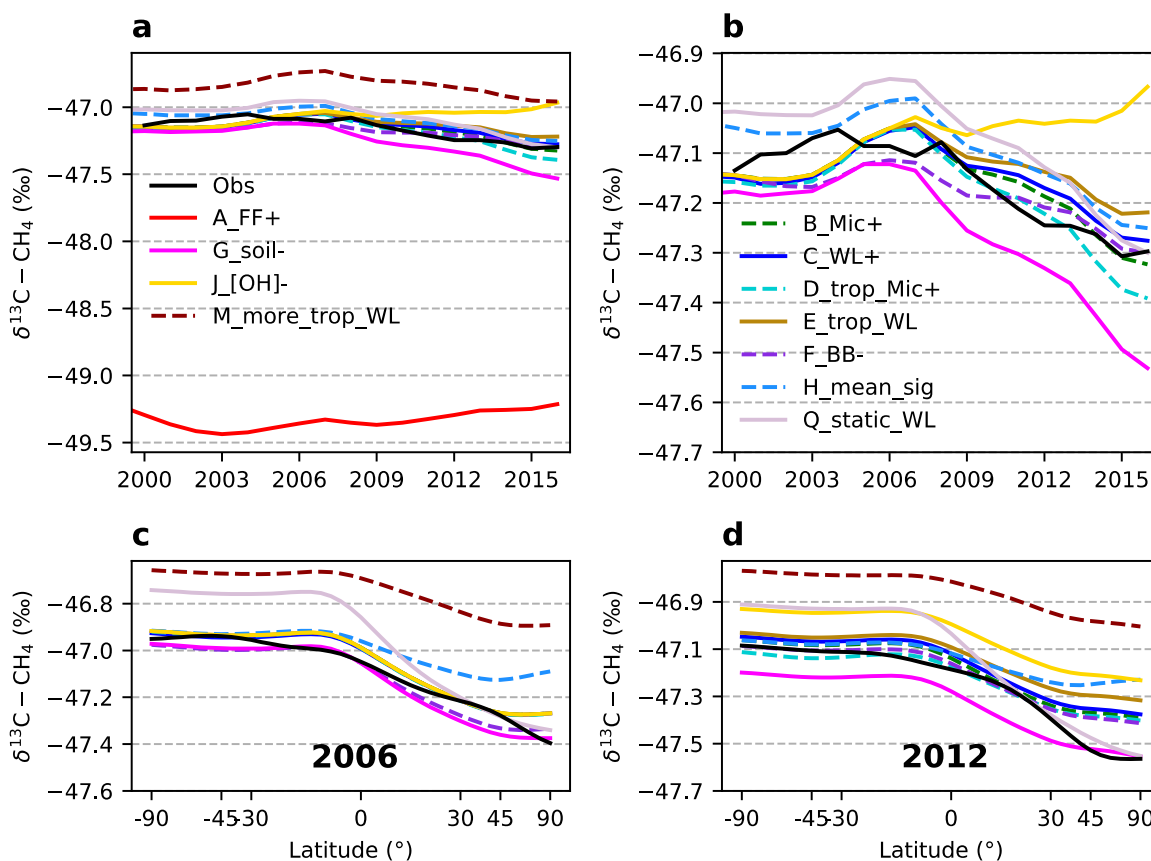 a
δ¹³C − CH₄ (‰)
−47.0
−47.5
−48.0
−48.5
−49.0
−49.5
Obs
A_FF+
G_soil-
J_[OH]-
M_more_trop_WL
2000 2003 2006 2009 2012 2015
b
δ¹³C − CH₄ (‰)
−46.9
−47.0
−47.1
−47.2
−47.3
−47.4
−47.5
−47.6
−47.7
B_Mic+
C_WL+
D_trop_Mic+
E_trop_WL
F_BB-
H_mean_sig
Q_static_WL
2000 2003 2006 2009 2012 2015
c
δ¹³C − CH₄ (‰)
−46.8
−47.0
−47.2
−47.4
−47.6
2006
-90 -45 -30 0 30 45 90
Latitude (°)
d
δ¹³C − CH₄ (‰)
−46.9
−47.1
−47.3
−47.5
−47.7
2012
-90 -45 -30 0 30 45 90
Latitude (°)